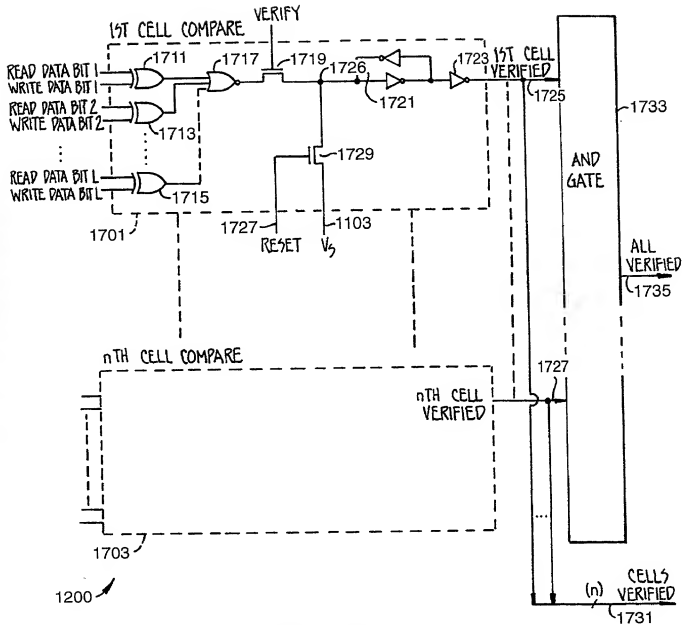 VERIFY
1ST CELL COMPARE
1711
1717
1719
1726
1723
1ST CELL
VERIFIED
READ DATA BIT 1
WRITE DATA BIT 1
1721
1725
1733
READ DATA BIT 2
WRITE DATA BIT 2
1713
1729
AND
GATE
READ DATA BIT L
WRITE DATA BIT L
1715
1701
1727
RESET
VS
1103
ALL
VERIFIED
1735
nTH CELL COMPARE
nTH CELL
VERIFIED
1727
1703
1200
(n)
CELLS
VERIFIED
1731